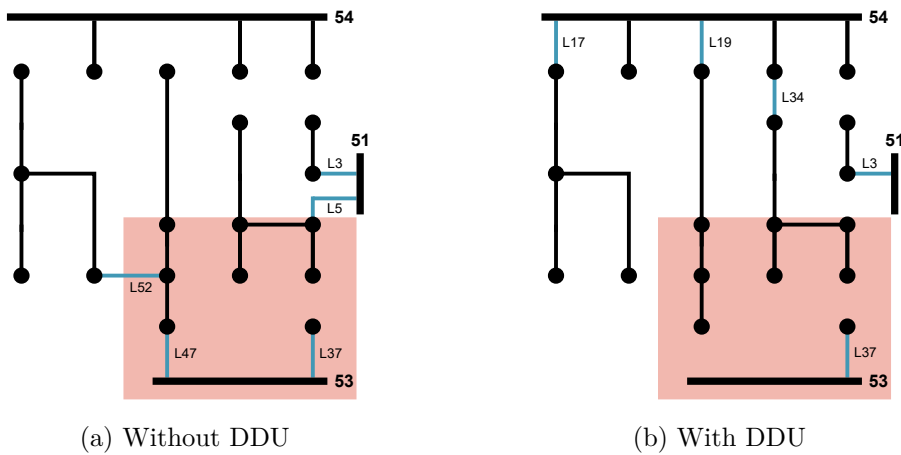 54
54
L17
L19
L34
51
51
L3
L3
L5
L52
L47
L37
L37
53
53
(a) Without DDU
(b) With DDU